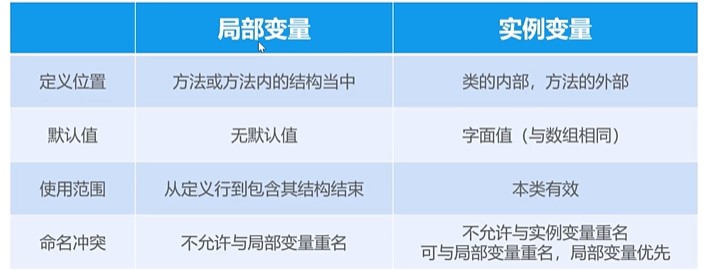 局部变量 实例变量
定义位置 方法或方法内的结构当中 类的内部，方法的外部
默认值 无默认值 字面值（与数组相同）
使用范围 从定义行到包含其结构结束 本类有效
命名冲突 不允许与局部变量重名 不允许与实例变量重名
可与局部变量重名，局部变量优先